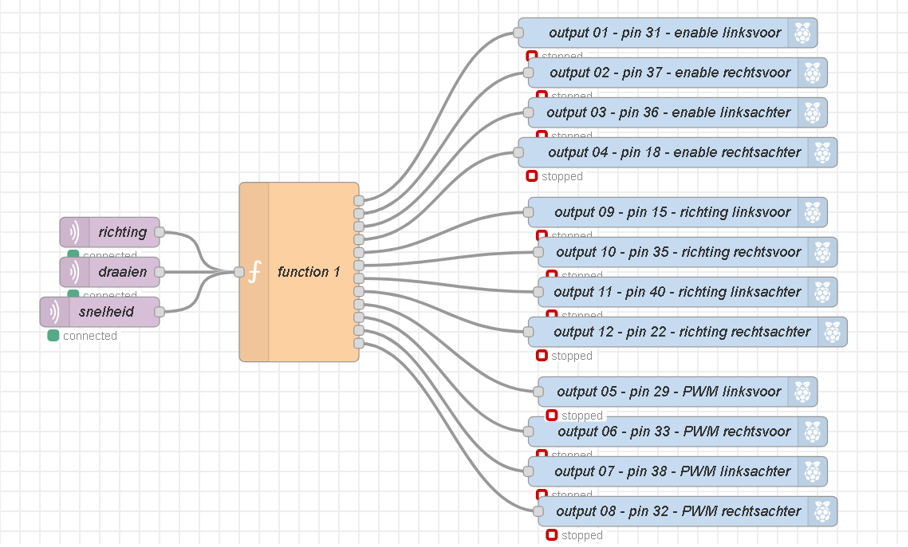 output 01 - pin 31 - enable linksvoor
stopped
output 02 - pin 37 - enable rechtsvoor
stopped
output 03 - pin 36 - enable linksachter
stopped
output 04 - pin 18 - enable rechtsachter
stopped
output 09 - pin 15 - richting linksvoor
stopped
richting
connected
output 10 - pin 35 - richting rechtsvoor
stopped
draaien
connected
function 1
output 11 - pin 40 - richting linksachter
stopped
snelheid
connected
output 12 - pin 22 - richting rechtsachter
stopped
output 05 - pin 29 - PWM linksvoor
stopped
output 06 - pin 33 - PWM rechtsvoor
stopped
output 07 - pin 38 - PWM linksachter
stopped
output 08 - pin 32 - PWM rechtsachter
stopped